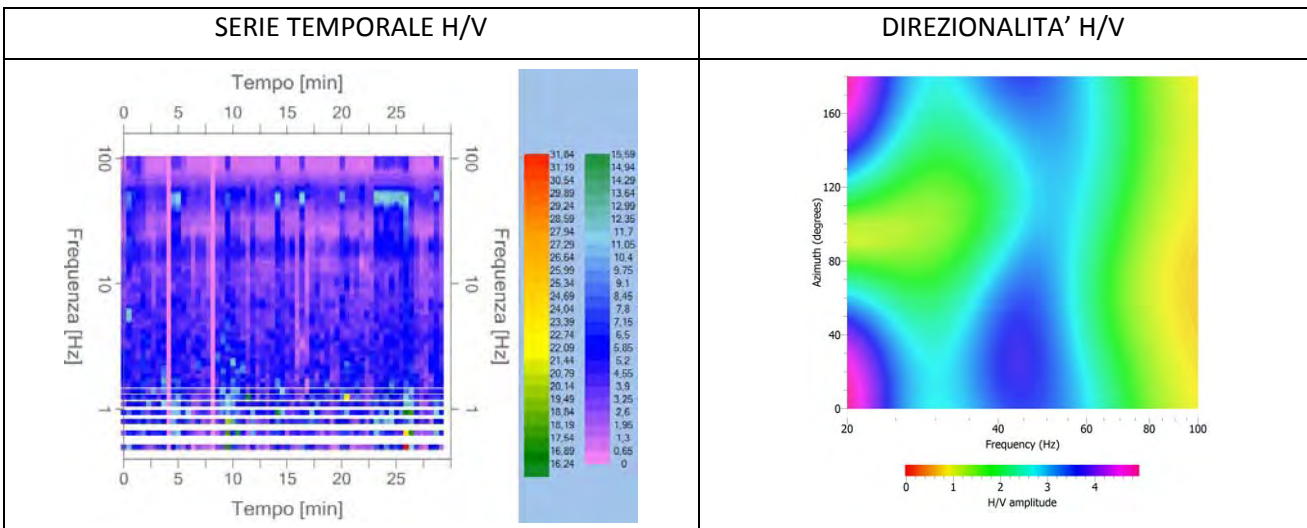 SERIE TEMPORALE H/V
DIREZIONALITA’ H/V
Tempo [min]
0 5 10 15 20 25
100
10
1
Frequenza [Hz]
100
10
1
Frequenza [Hz]
0 5 10 15 20 25
Tempo [min]
31,84 15,59
31,19 14,94
30,54 14,29
29,89 13,64
29,24 12,99
28,59 12,35
27,94 11,7
27,29 11,05
26,64 10,4
25,99 9,75
25,34 9,1
24,69 8,45
24,04 7,8
23,39 7,15
22,74 6,5
22,09 5,85
21,44 5,2
20,79 4,55
20,14 3,9
19,49 3,25
18,84 2,6
18,19 1,95
17,54 1,3
16,89 0,65
16,24 0
160
120
80
40
0
Azimuth (degrees)
20 40 60 80 100
Frequency (Hz)
0 1 2 3 4
H/V amplitude